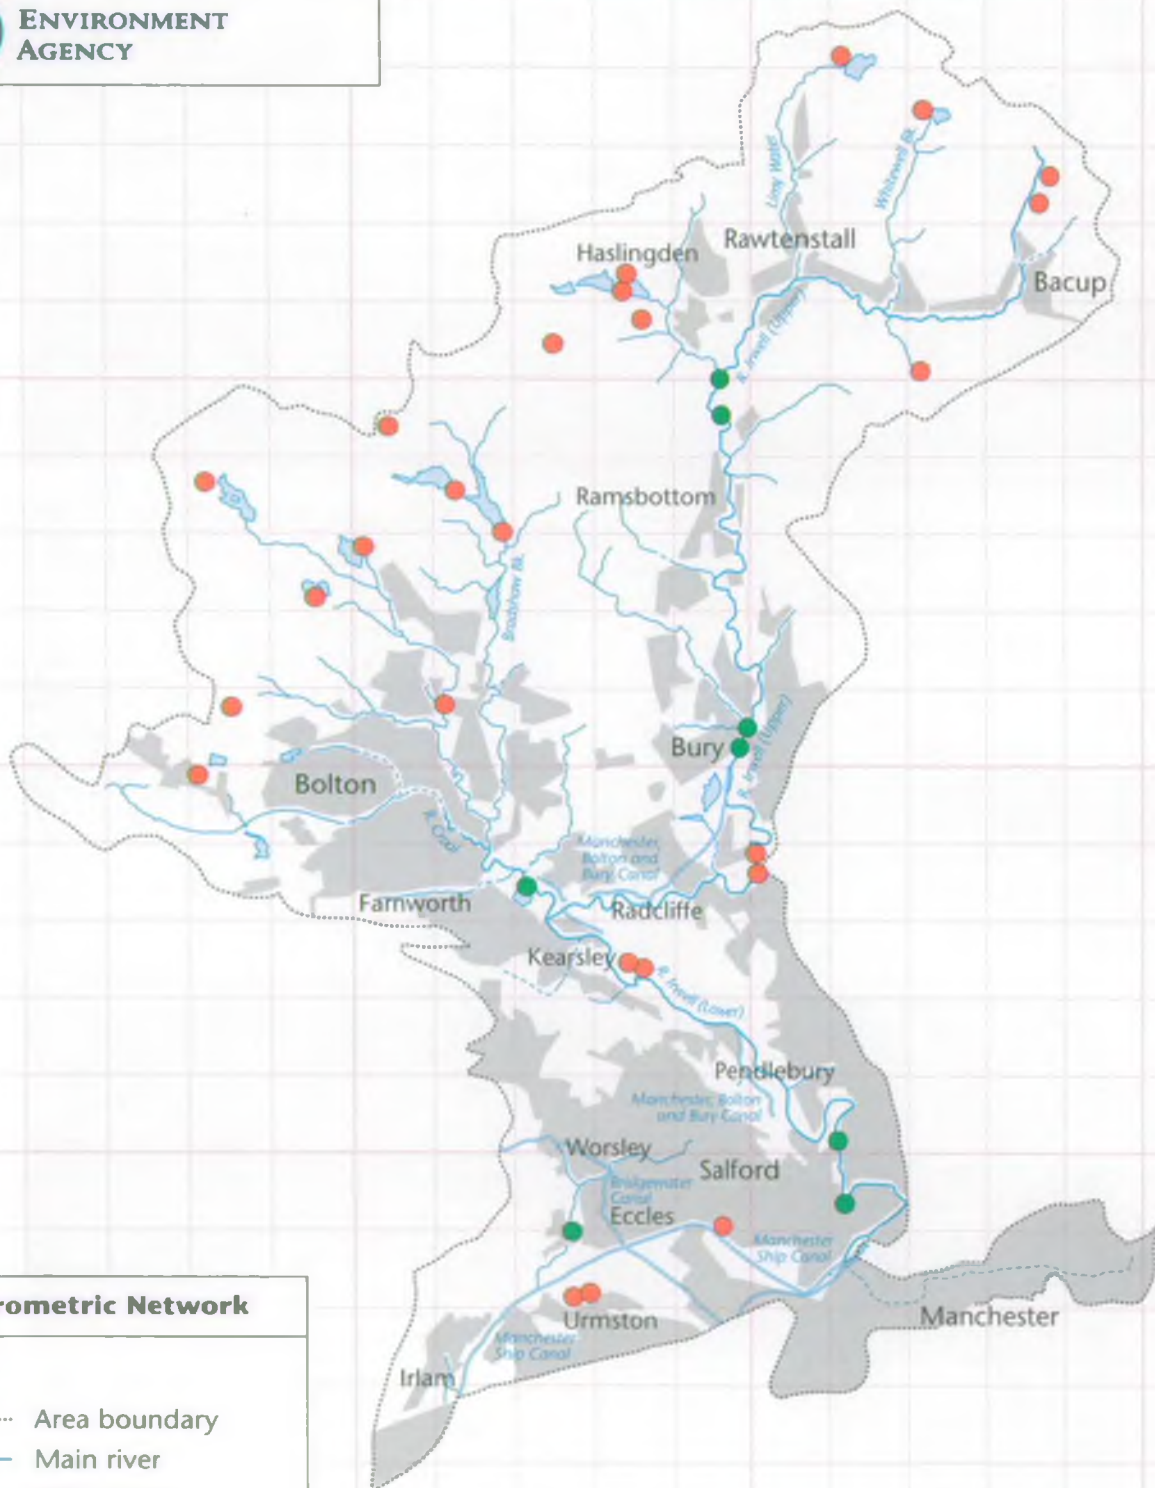 ENVIRONMENT
AGENCY
Limy Water
Whitewell Bk.
Haslingden
Rawtenstall
Bacup
R. Irwell (Upper)
Ramsbottom
Bradshaw Bk.
Bury
R. Irwell (Upper)
Bolton
R. Croal
Manchester,
Bolton and
Bury Canal
Farnworth
Radcliffe
Kearsley
R. Irwell (Lower)
Pendlebury
Manchester, Bolton
and Bury Canal
Worsley
Salford
Bridgewater
Canal
Eccles
Manchester
Ship Canal
rometric Network
Urmston
Manchester
Manchester
Ship Canal
Irlam
Area boundary
Main river